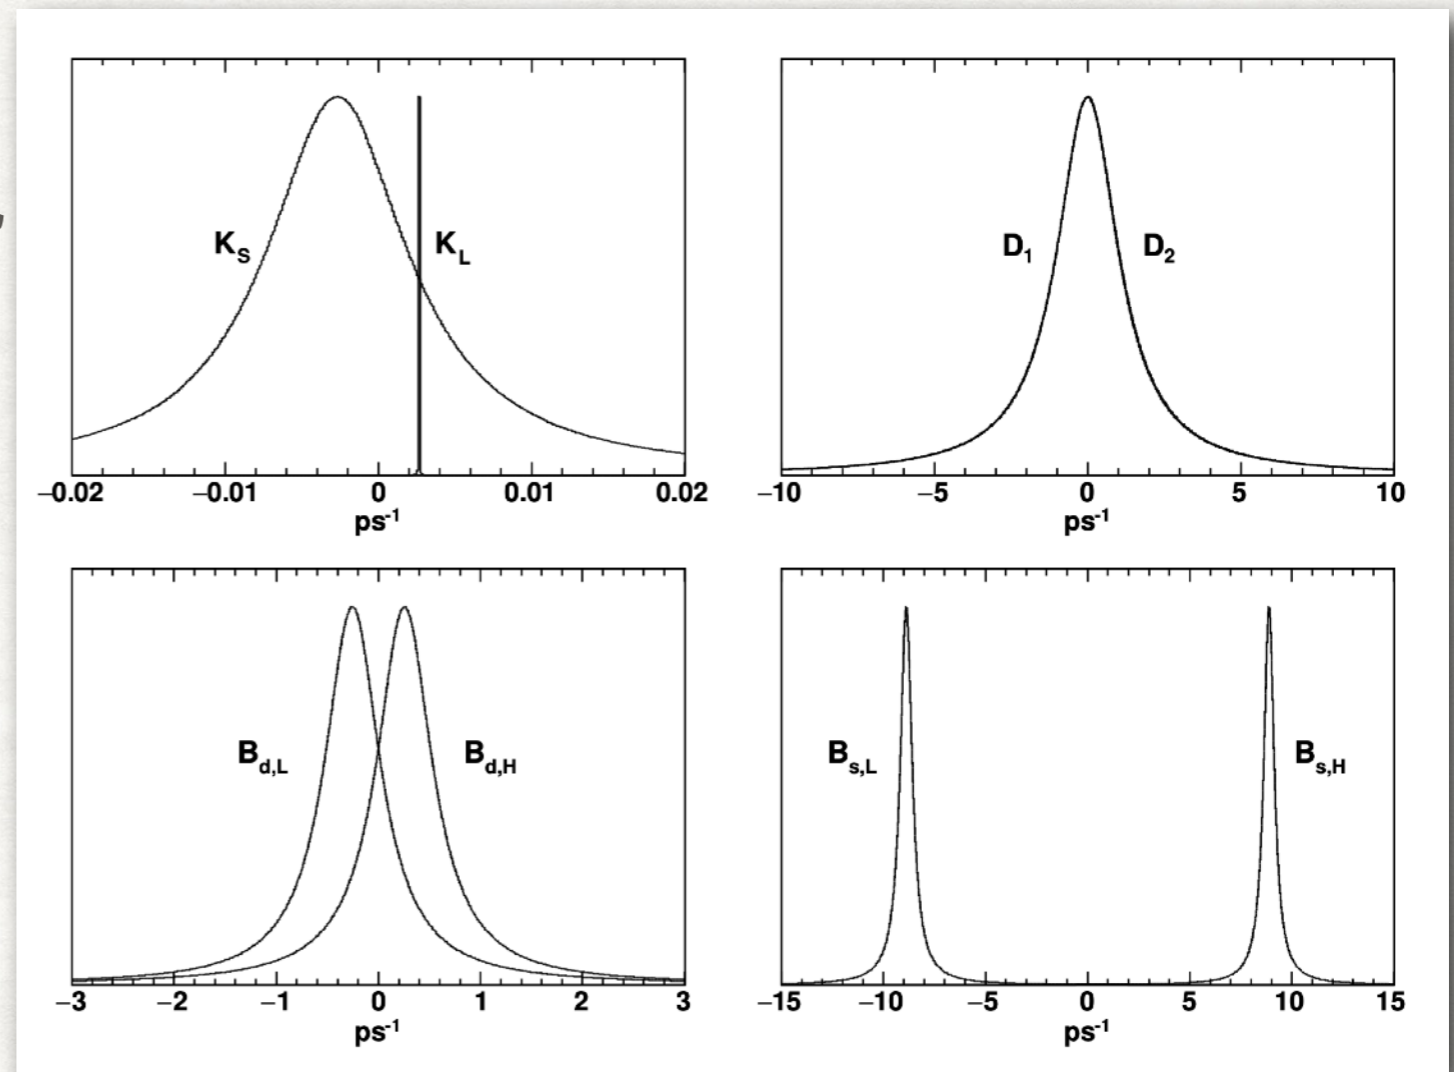 K_S K_L
−0.02 −0.01 0 0.01 0.02
ps⁻¹
D₁ D₂
−10 −5 0 5 10
ps⁻¹
B_d,L B_d,H
−3 −2 −1 0 1 2 3
ps⁻¹
B_s,L B_s,H
−15 −10 −5 0 5 10 15
ps⁻¹